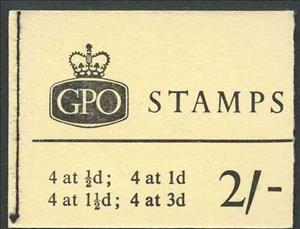 GPO STAMPS
4 at ½d; 4 at 1d
4 at 1½d; 4 at 3d
2/-